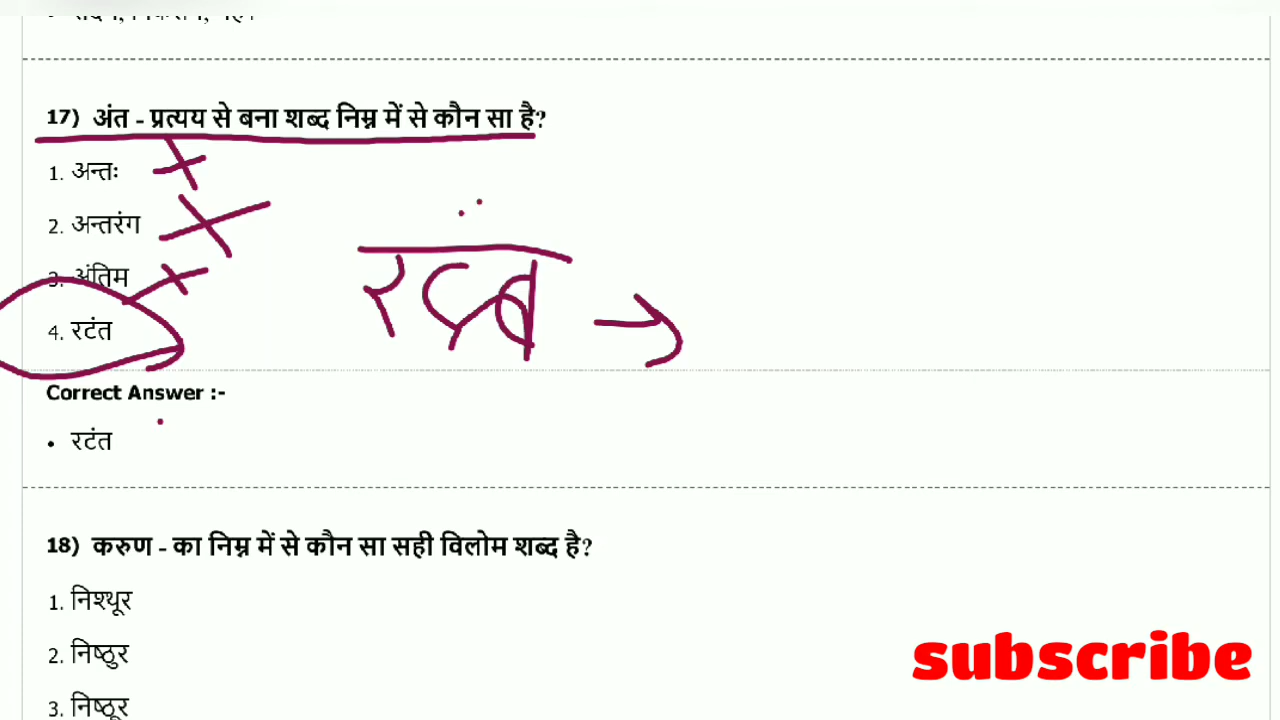 17) अंत - प्रत्यय से बना शब्द निम्न में से कौन सा है?
1. अन्तः
2. अन्तरंग
3. अंतिम
4. रटंत
Correct Answer :-
• रटंत
18) करुण - का निम्न में से कौन सा सही विलोम शब्द है?
1. निश्थूर
2. निष्ठुर
3. निष्ठूर
subscribe